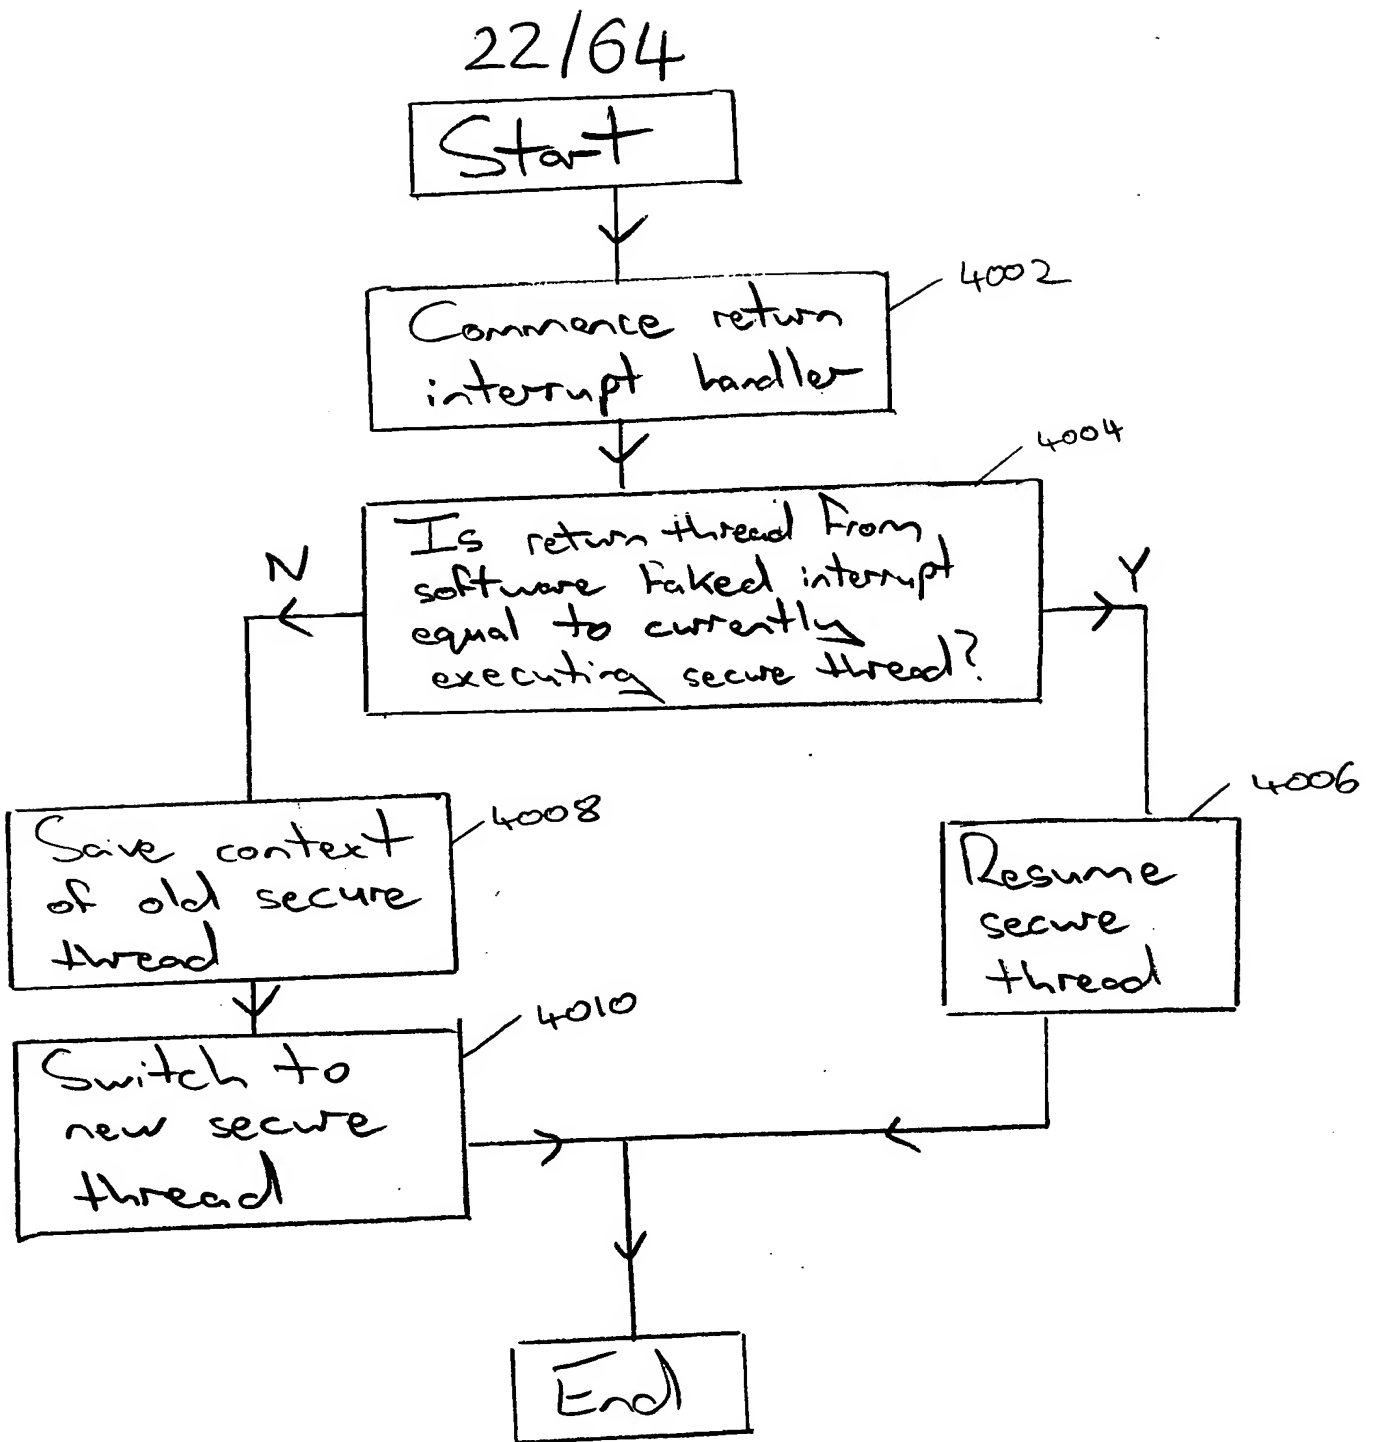 22/64
Start
4002
Commence return
interrupt handler
4004
Is return thread from
software faked interrupt
equal to currently
executing secure thread?
N
Y
4008
Save context
of old secure
thread
4006
Resume
secure
thread
4010
Switch to
new secure
thread
End